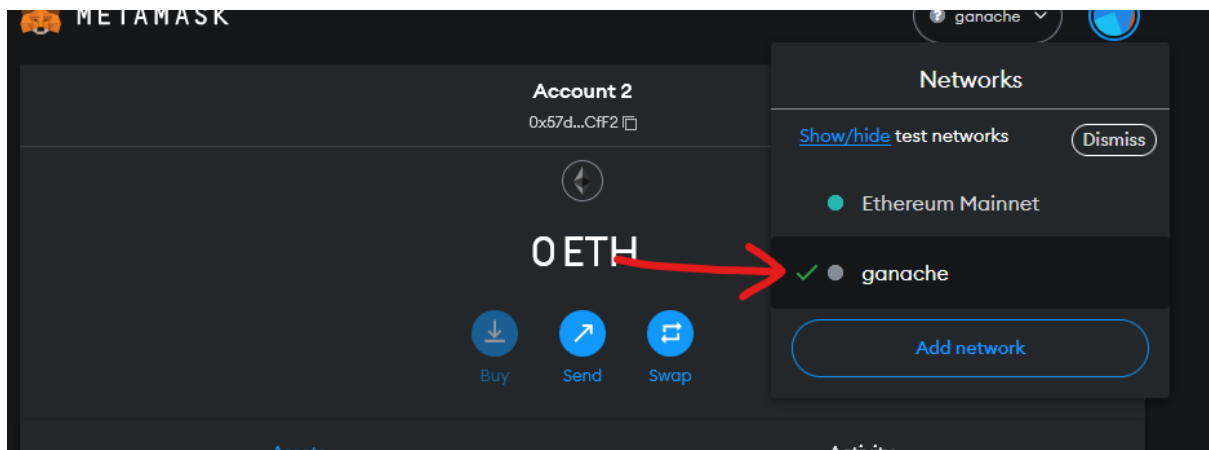 METAMASK
ganache
Account 2
0x57d...CfF2
0 ETH
Buy
Send
Swap
Networks
Show/hide test networks
Dismiss
Ethereum Mainnet
ganache
Add network